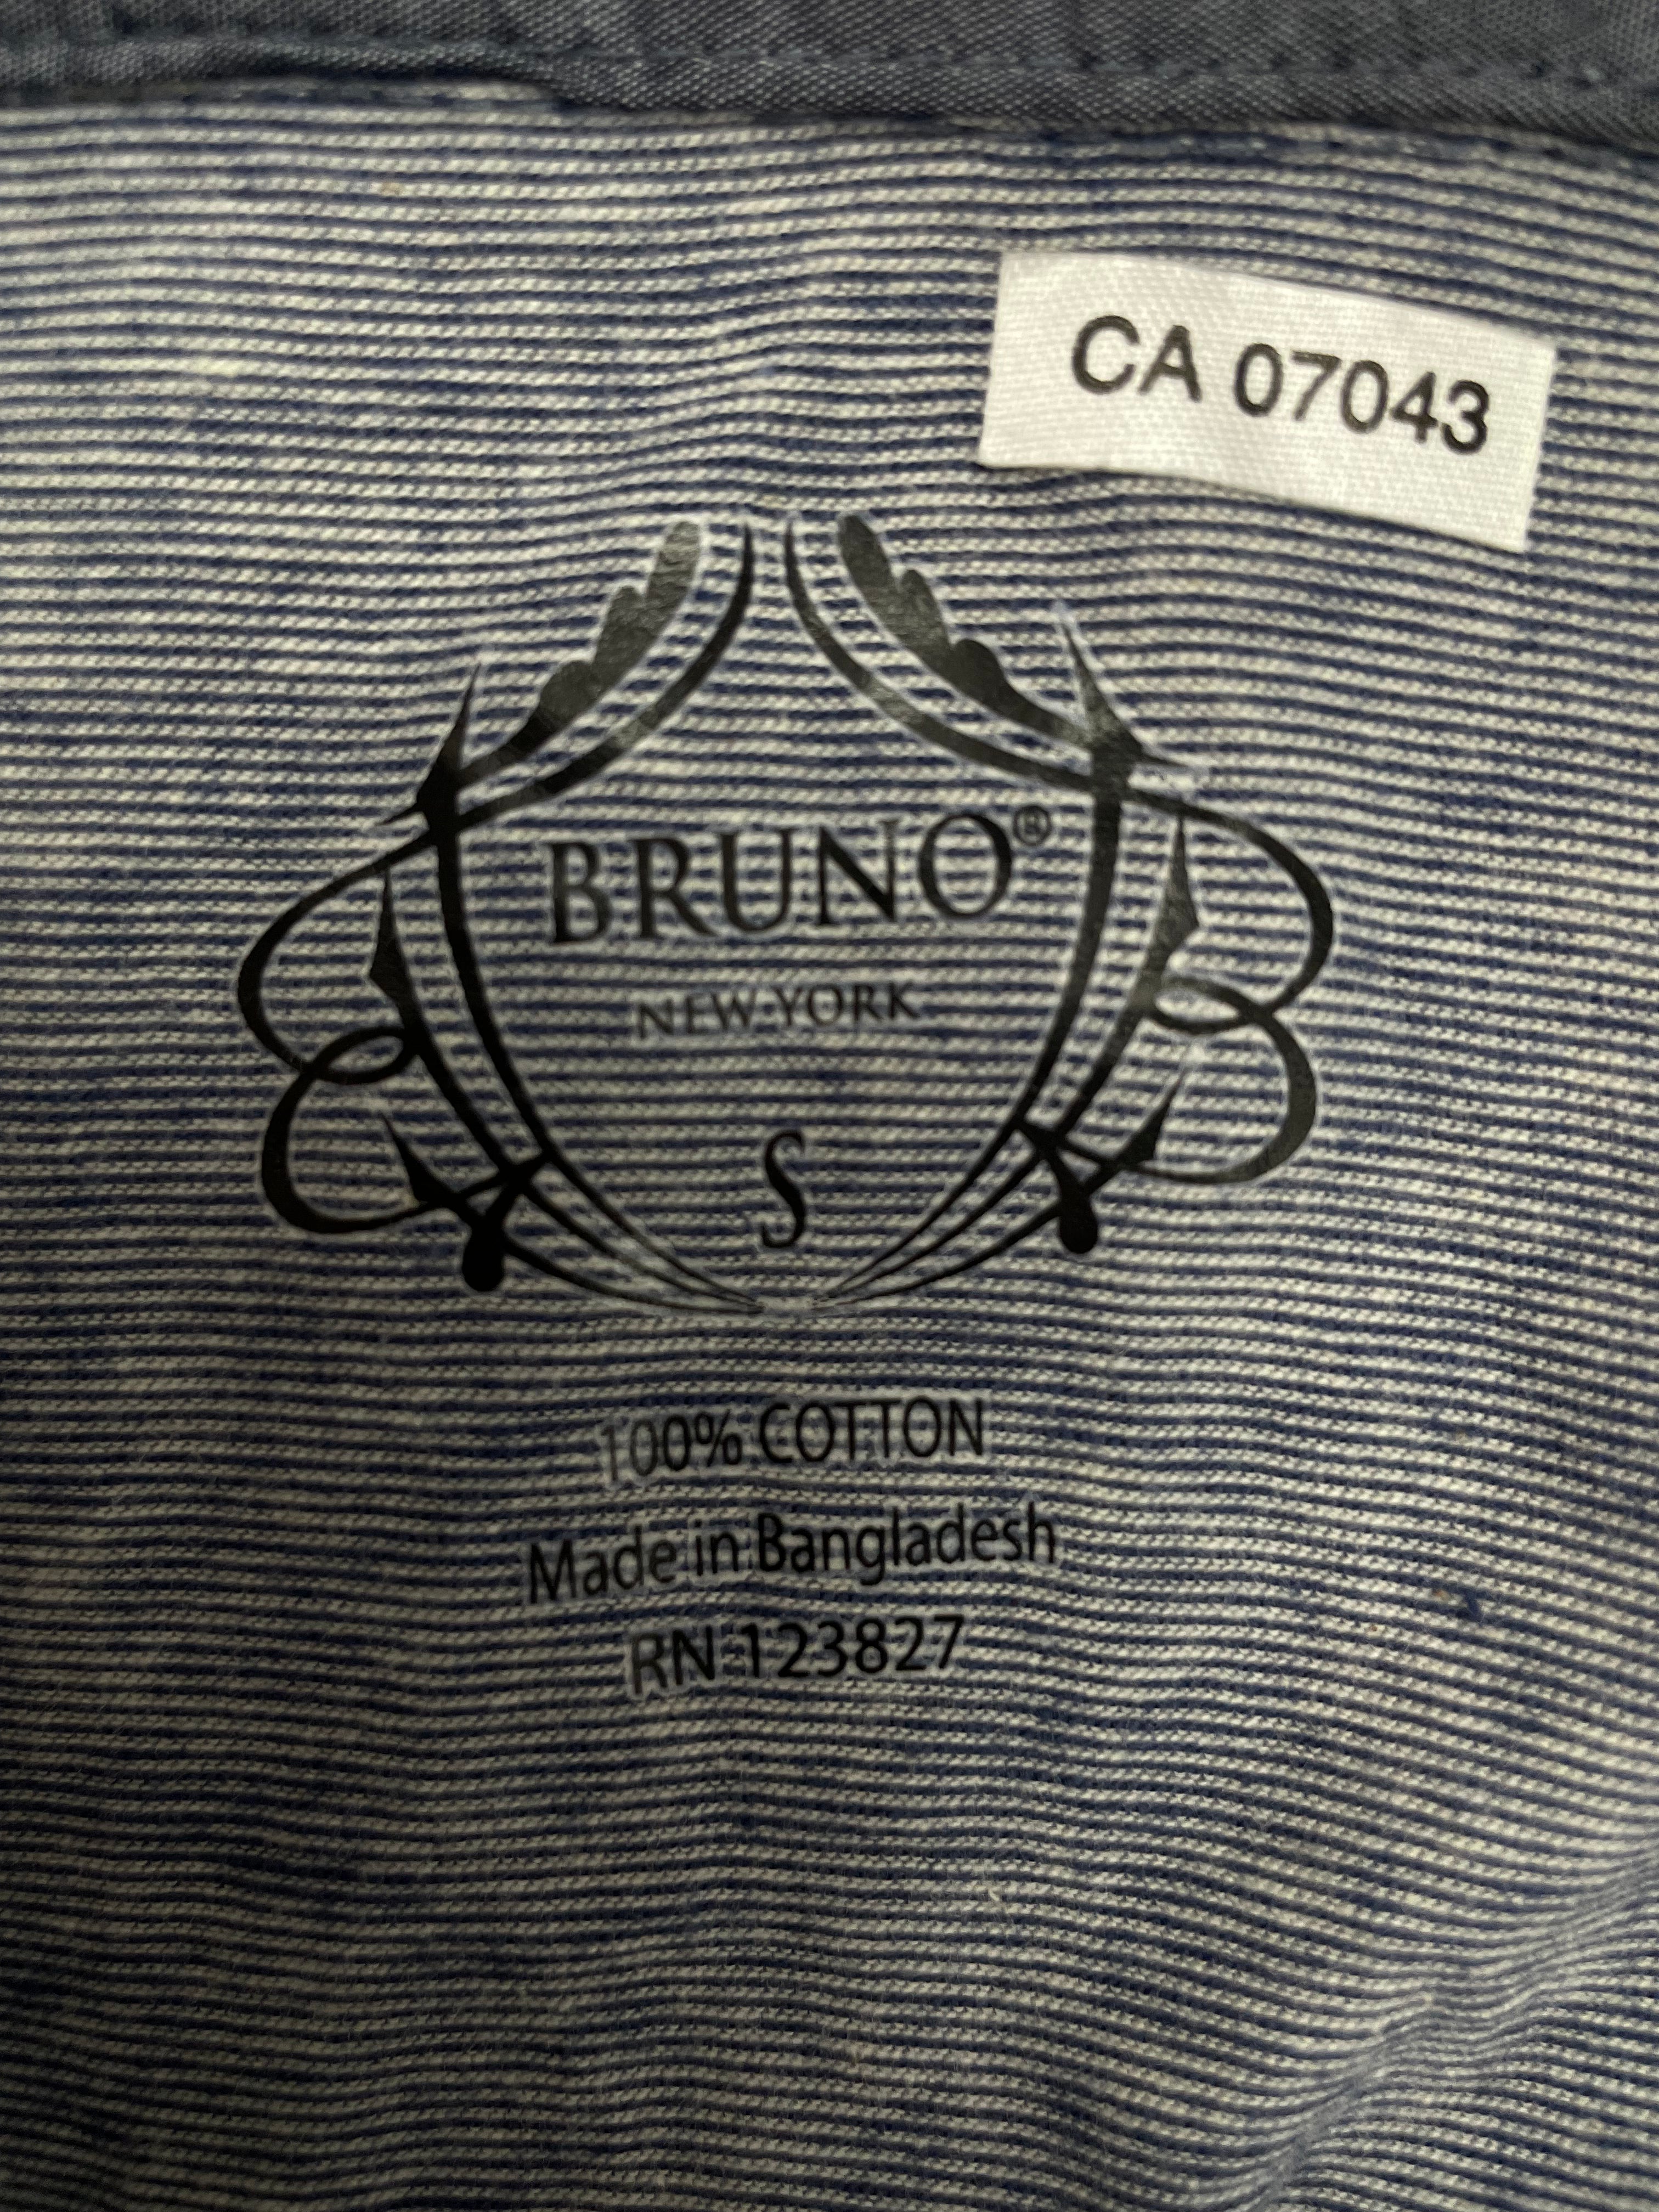 CA 07043
BRUNO®
NEW YORK
S
100% COTTON
Made in Bangladesh
RN 123827